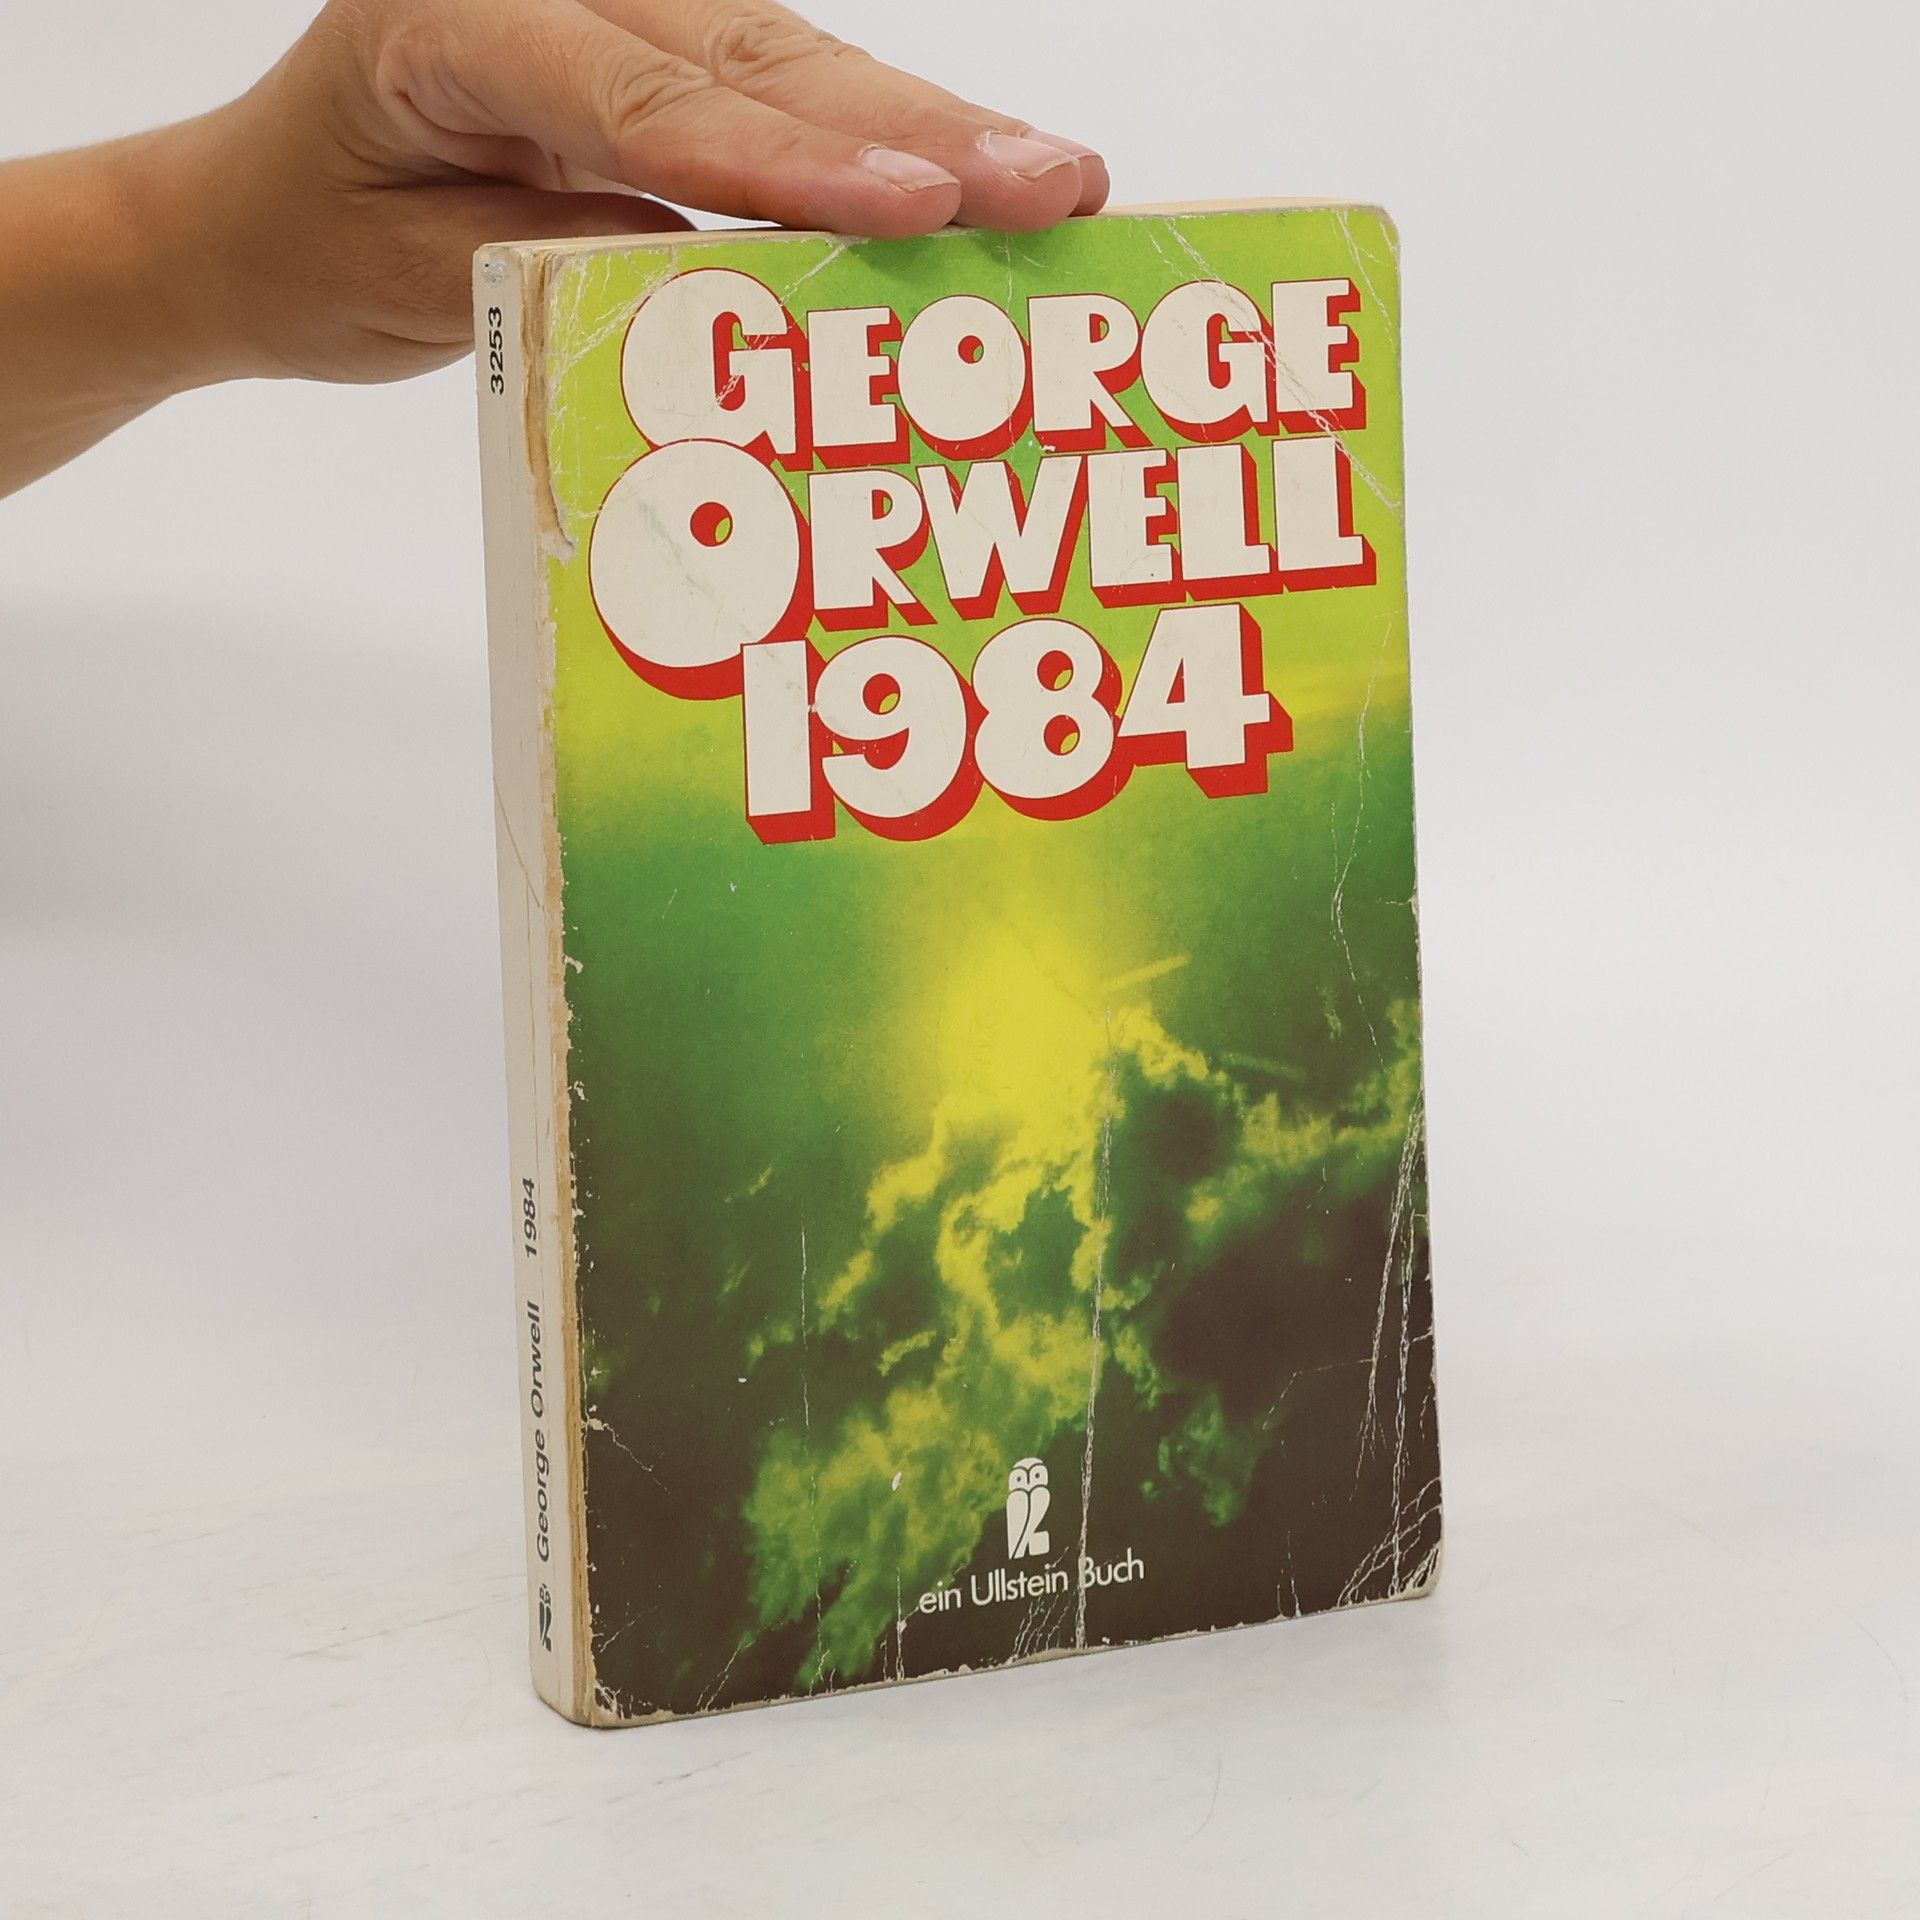 GEORGE
ORWELL
1984
ein Ullstein Buch
3253
George Orwell 1984